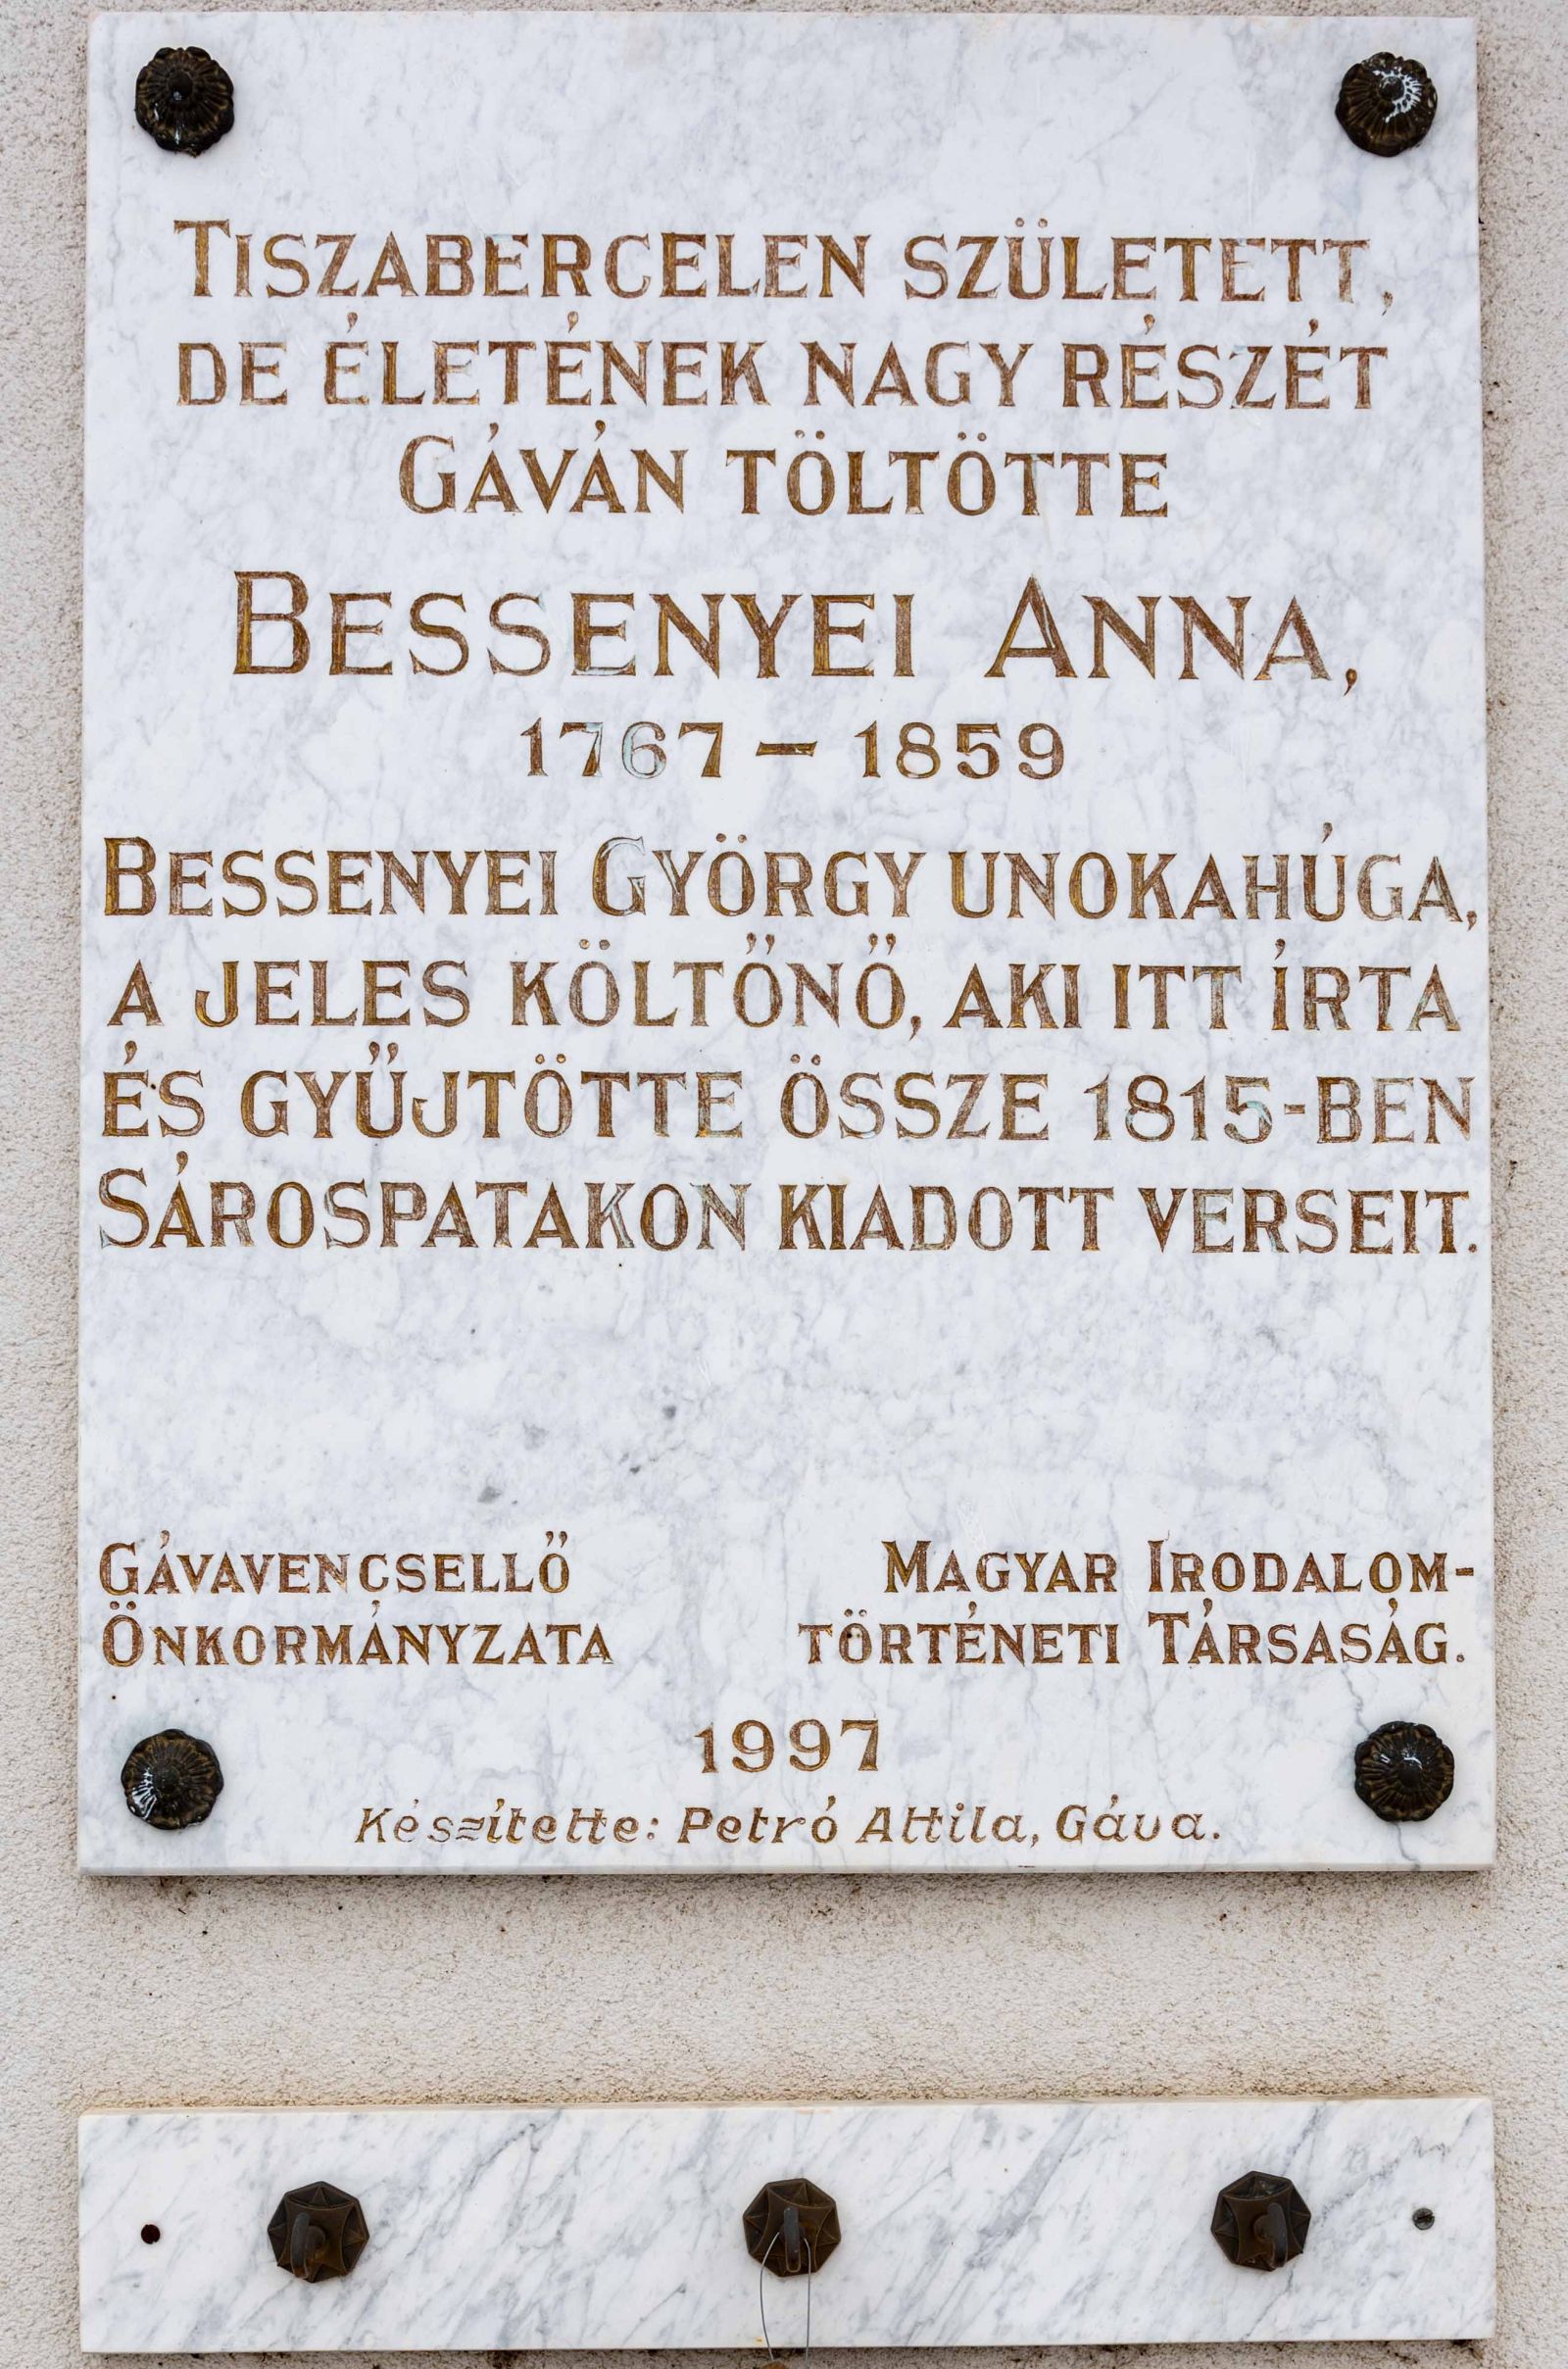 TISZABERCELEN SZÜLETETT,
DE ÉLETÉNEK NAGY RÉSZÉT
GÁVÁN TÖLTÖTTE
BESSENYEI ANNA,
1767 – 1859
BESSENYEI GYÖRGY UNOKAHÚGA,
A JELES KÖLTŐNŐ, AKI ITT ÍRTA
ÉS GYŰJTÖTTE ÖSSZE 1815-BEN
SÁROSPATAKON KIADOTT VERSEIT.
GÁVAVENCSELLŐ
ÖNKORMÁNYZATA
MAGYAR IRODALOM-
TÖRTÉNETI TÁRSASÁG.
1997
Készítette: Petró Attila, Gáva.